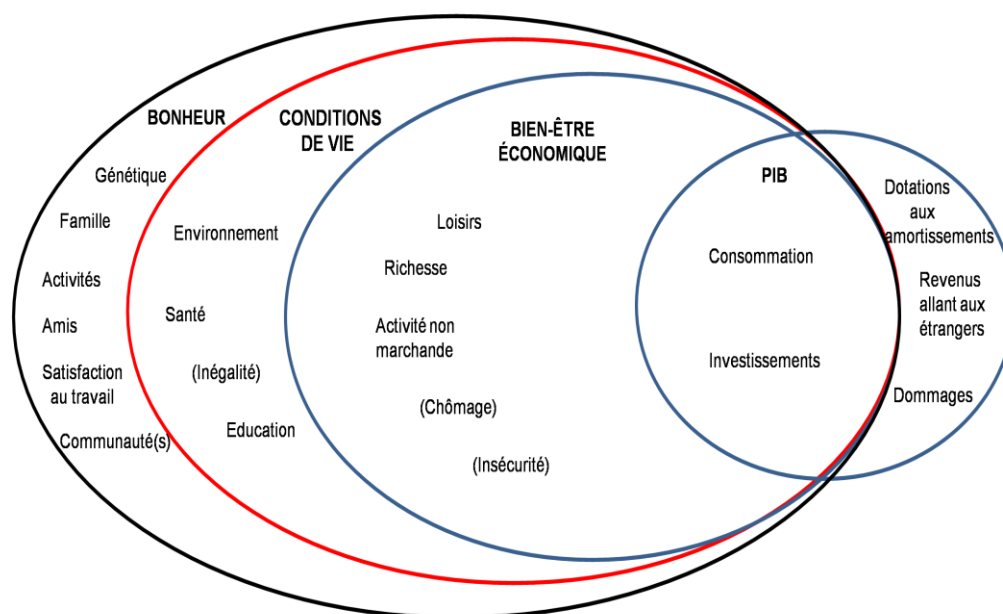 BONHEUR
Génétique
Famille
Activités
Amis
Satisfaction
au travail
Communauté(s)
CONDITIONS
DE VIE
Environnement
Santé
(Inégalité)
Education
BIEN-ÊTRE
ÉCONOMIQUE
Loisirs
Richesse
Activité non
marchande
(Chômage)
(Insécurité)
PIB
Consommation
Investissements
Dotations
aux
amortissements
Revenus
allant aux
étrangers
Dommages